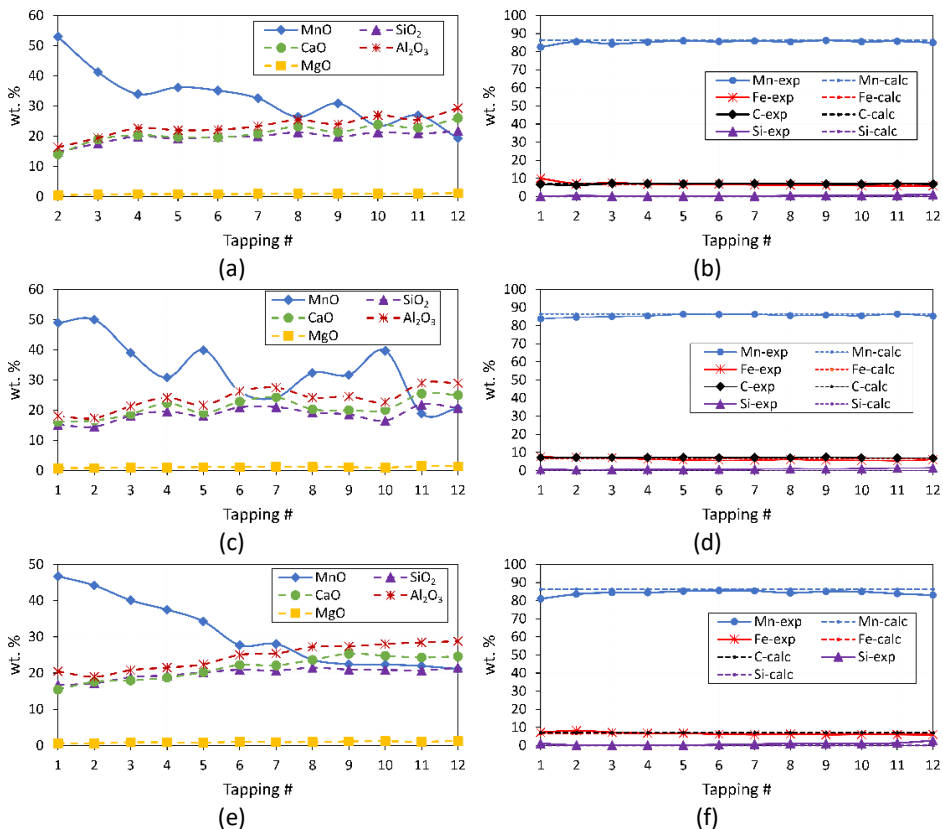 60
50
40
30
20
10
0
wt. %
MnO SiO₂
CaO Al₂O₃
MgO
2 3 4 5 6 7 8 9 10 11 12
Tapping #
(a)
100
90
80
70
60
50
40
30
20
10
0
wt. %
Mn-exp Mn-calc
Fe-exp Fe-calc
C-exp C-calc
Si-exp Si-calc
1 2 3 4 5 6 7 8 9 10 11 12
Tapping #
(b)
60
50
40
30
20
10
0
wt. %
MnO SiO₂
CaO Al₂O₃
MgO
1 2 3 4 5 6 7 8 9 10 11 12
Tapping #
(c)
100
90
80
70
60
50
40
30
20
10
0
wt. %
Mn-exp Mn-calc
Fe-exp Fe-calc
C-exp C-calc
Si-exp Si-calc
1 2 3 4 5 6 7 8 9 10 11 12
Tapping #
(d)
50
40
30
20
10
0
wt. %
MnO SiO₂
CaO Al₂O₃
MgO
1 2 3 4 5 6 7 8 9 10 11 12
Tapping #
(e)
100
90
80
70
60
50
40
30
20
10
0
wt. %
Mn-exp Mn-calc
Fe-exp Fe-calc
C-calc Si-exp
Si-calc
1 2 3 4 5 6 7 8 9 10 11 12
Tapping #
(f)